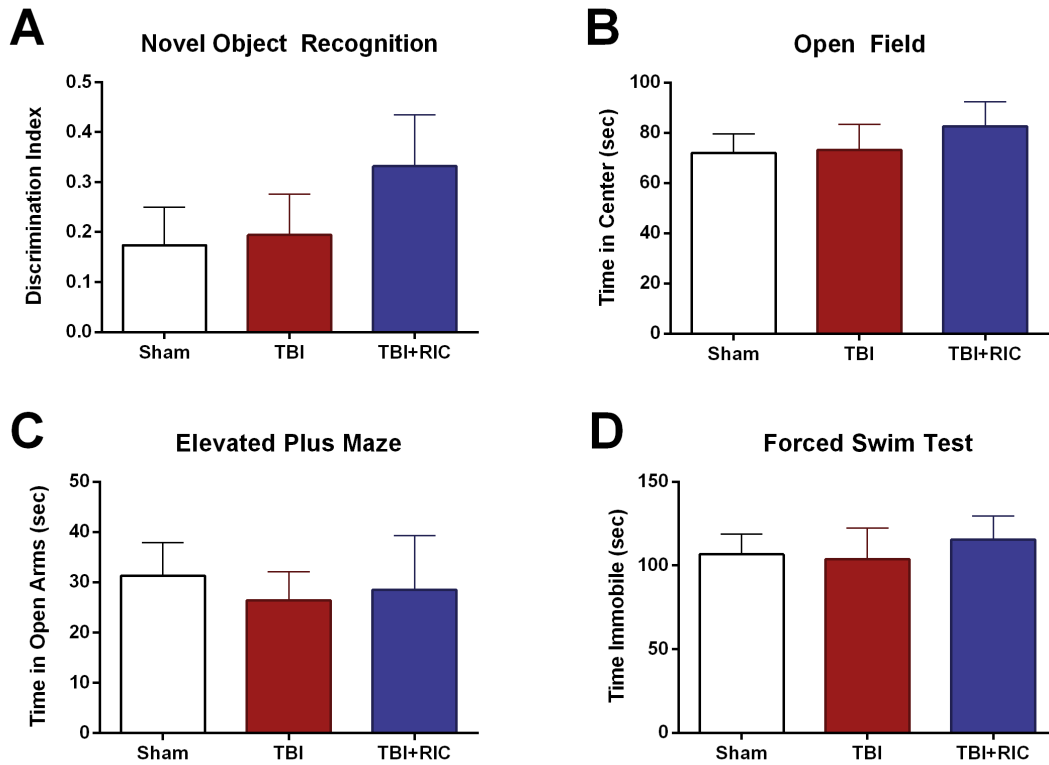 A
Novel Object Recognition
Discrimination Index
0.5
0.4
0.3
0.2
0.1
0.0
Sham TBI TBI+RIC
B
Open Field
Time in Center (sec)
100
80
60
40
20
0
Sham TBI TBI+RIC
C
Elevated Plus Maze
Time in Open Arms (sec)
50
40
30
20
10
0
Sham TBI TBI+RIC
D
Forced Swim Test
Time Immobile (sec)
150
100
50
0
Sham TBI TBI+RIC